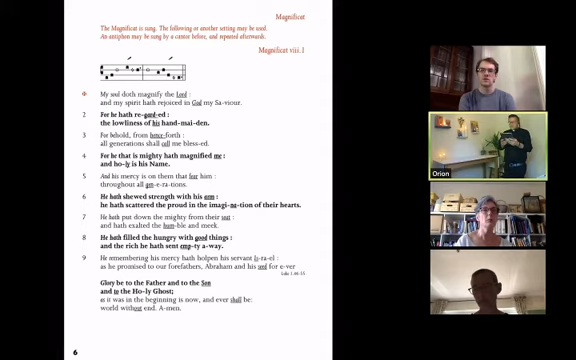 Magnificat
The Magnificat is sung. The following or another setting may be used.
An antiphon may be sung by a cantor before, and repeated afterwards.
Magnificat viii.1
✠ My soul doth magnify the Lord :
and my spirit hath rejoiced in God my Sa-viour.
2 For he hath re-gard-ed:
the lowliness of his hand-mai-den.
3 For behold, from hence-forth :
all generations shall call me bless-ed.
4 For he that is mighty hath magnified me :
and ho-ly is his Name.
5 And his mercy is on them that fear him :
throughout all gen-e-ra-tions.
6 He hath shewed strength with his arm :
he hath scattered the proud in the imagi-na-tion of their hearts.
7 He hath put down the mighty from their seat :
and hath exalted the hum-ble and meek.
8 He hath filled the hungry with good things :
and the rich he hath sent emp-ty a-way.
9 He remembering his mercy hath holpen his servant Is-ra-el :
as he promised to our forefathers, Abraham and his seed for e-ver
Luke 1.46-55
Glory be to the Father and to the Son
and to the Ho-ly Ghost;
as it was in the beginning is now, and ever shall be:
world without end. A-men.
6
Orion